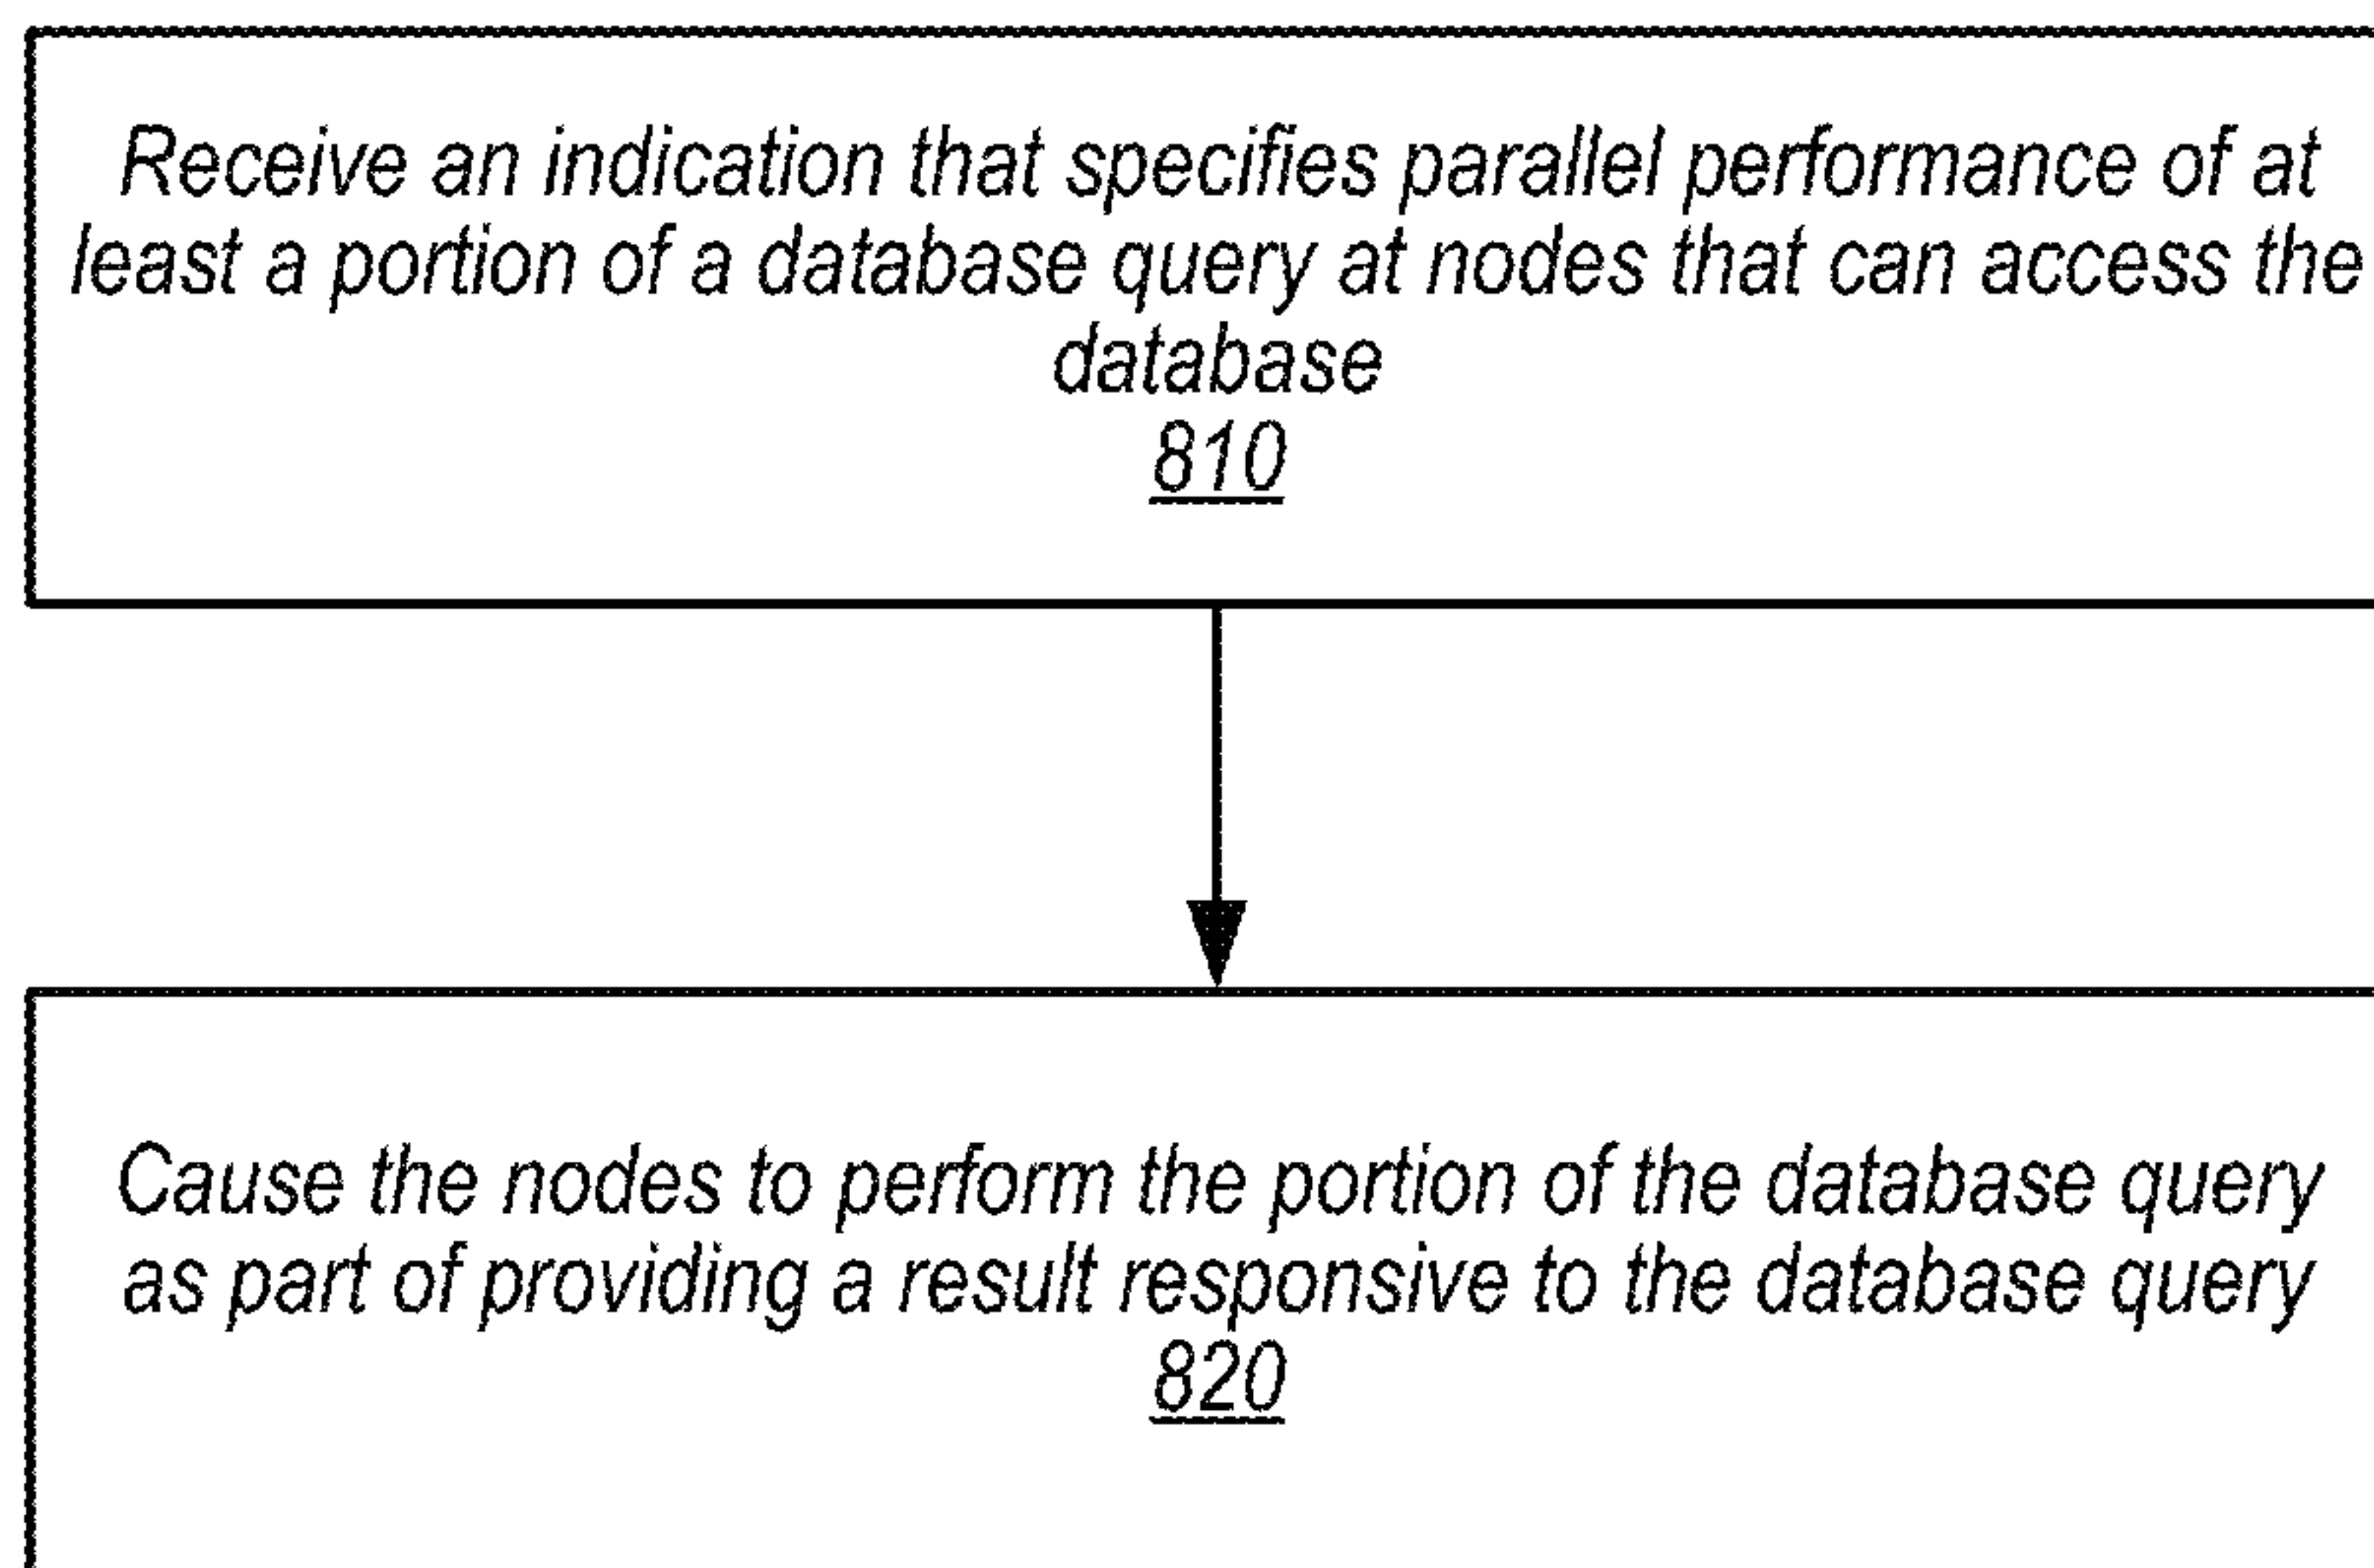 Receive an indication that specifies parallel performance of at
least a portion of a database query at nodes that can access the
database
810
Cause the nodes to perform the portion of the database query
as part of providing a result responsive to the database query
820